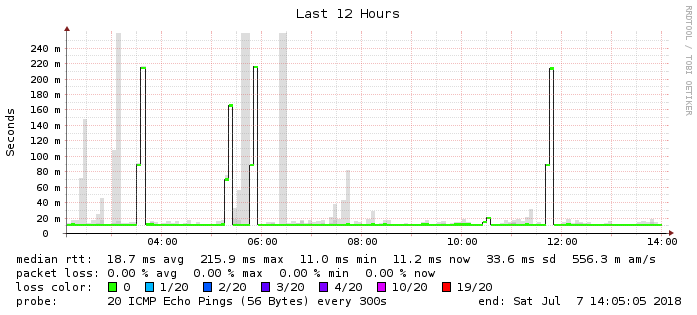 Last 12 Hours
RRDTOOL / TOBI OETIKER
Seconds
240 m
220 m
200 m
180 m
160 m
140 m
120 m
100 m
80 m
60 m
40 m
20 m
0
04:00 06:00 08:00 10:00 12:00 14:00
median rtt: 18.7 ms avg 215.9 ms max 11.0 ms min 11.2 ms now 33.6 ms sd 556.3 m am/s
packet loss: 0.00 % avg 0.00 % max 0.00 % min 0.00 % now
loss color: 0 1/20 2/20 3/20 4/20 10/20 19/20
probe: 20 ICMP Echo Pings (56 Bytes) every 300s end: Sat Jul 7 14:05:05 2018